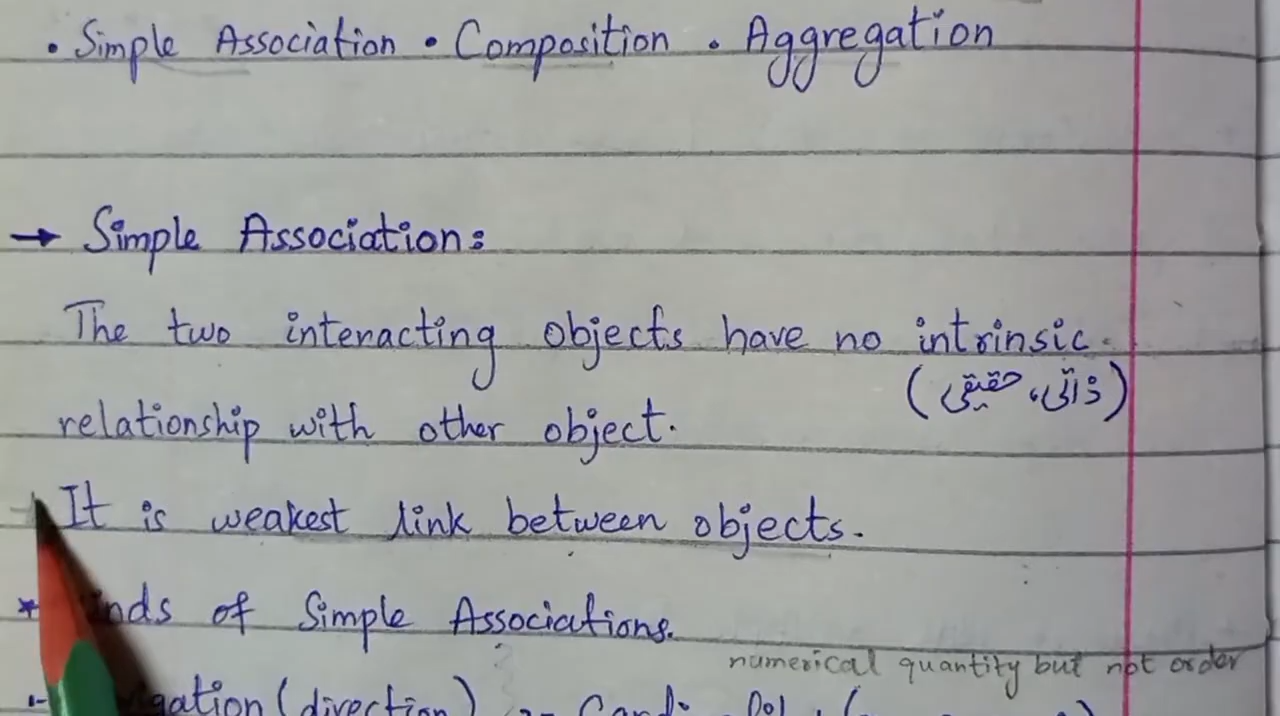 • Simple Association • Composition • Aggregation
→ Simple Association:
The two interacting objects have no intrinsic.
(ذاتی، حقیقی)
relationship with other object.
It is weakest link between objects.
* of Simple Associations.
numerical quantity but not order
(direction)